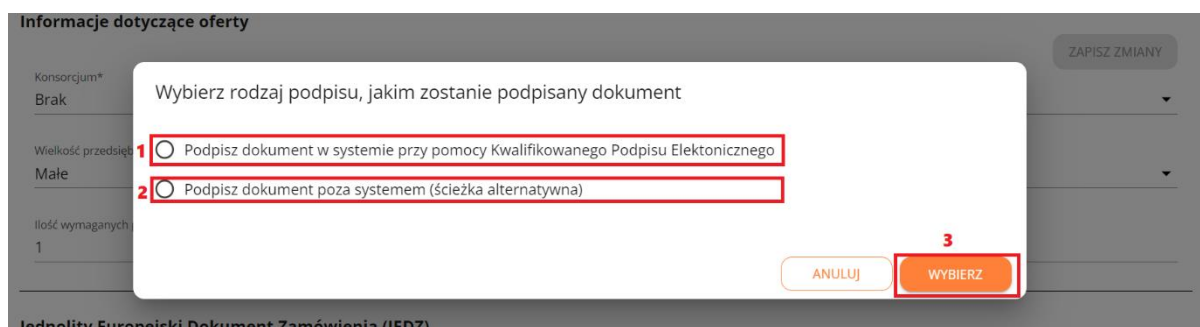 Informacje dotyczące oferty
ZAPISZ ZMIANY
Konsorcjum*
Brak
Wybierz rodzaj podpisu, jakim zostanie podpisany dokument
Wielkość przedsięb
1 Podpisz dokument w systemie przy pomocy Kwalifikowanego Podpisu Elektonicznego
Małe
2 Podpisz dokument poza systemem (ścieżka alternatywna)
Ilość wymaganych
1
3
ANULUJ
WYBIERZ
Jednolity Europejski Dokument Zamówienia (JEDZ)